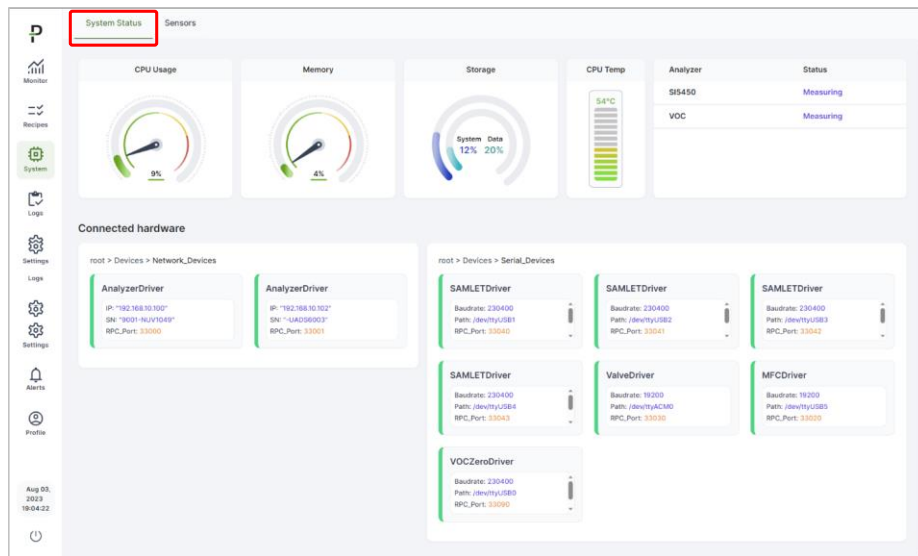 System Status
Sensors
Monitor
Recipes
System
Logs
Settings
Logs
Settings
Alerts
Profile
Aug 03,
2023
19:04:22
CPU Usage
9%
Memory
4%
Storage
System Data
12% 20%
CPU Temp
54°C
Analyzer Status
SI5450 Measuring
VOC Measuring
Connected hardware
root > Devices > Network_Devices
AnalyzerDriver
IP: "192.168.10.100"
SN: "9001-NUV1049"
RPC_Port: 33000
AnalyzerDriver
IP: "192.168.10.102"
SN: "-UADS6003"
RPC_Port: 33001
root > Devices > Serial_Devices
SAMLETDriver
Baudrate: 230400
Path: /dev/ttyUSB1
RPC_Port: 33040
SAMLETDriver
Baudrate: 230400
Path: /dev/ttyUSB2
RPC_Port: 33041
SAMLETDriver
Baudrate: 230400
Path: /dev/ttyUSB3
RPC_Port: 33042
SAMLETDriver
Baudrate: 230400
Path: /dev/ttyUSB4
RPC_Port: 33043
ValveDriver
Baudrate: 19200
Path: /dev/ttyACM0
RPC_Port: 33030
MFCDriver
Baudrate: 19200
Path: /dev/ttyUSB5
RPC_Port: 33020
VOCZeroDriver
Baudrate: 230400
Path: /dev/ttyUSB0
RPC_Port: 33090